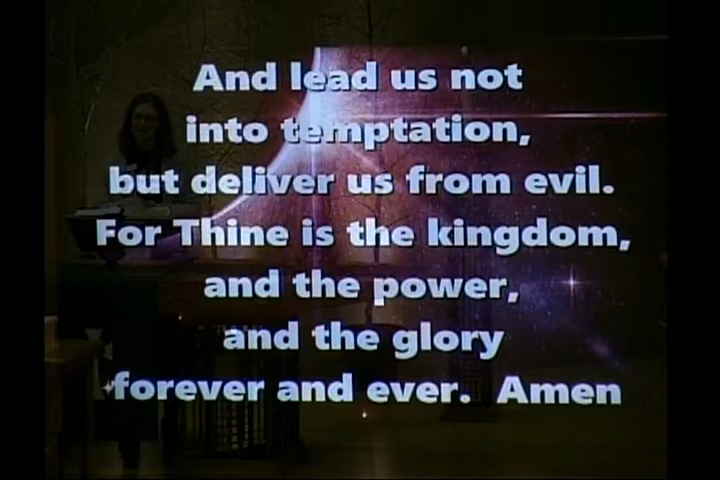 And lead us not
into temptation,
but deliver us from evil.
For Thine is the kingdom,
and the power,
and the glory
forever and ever. Amen